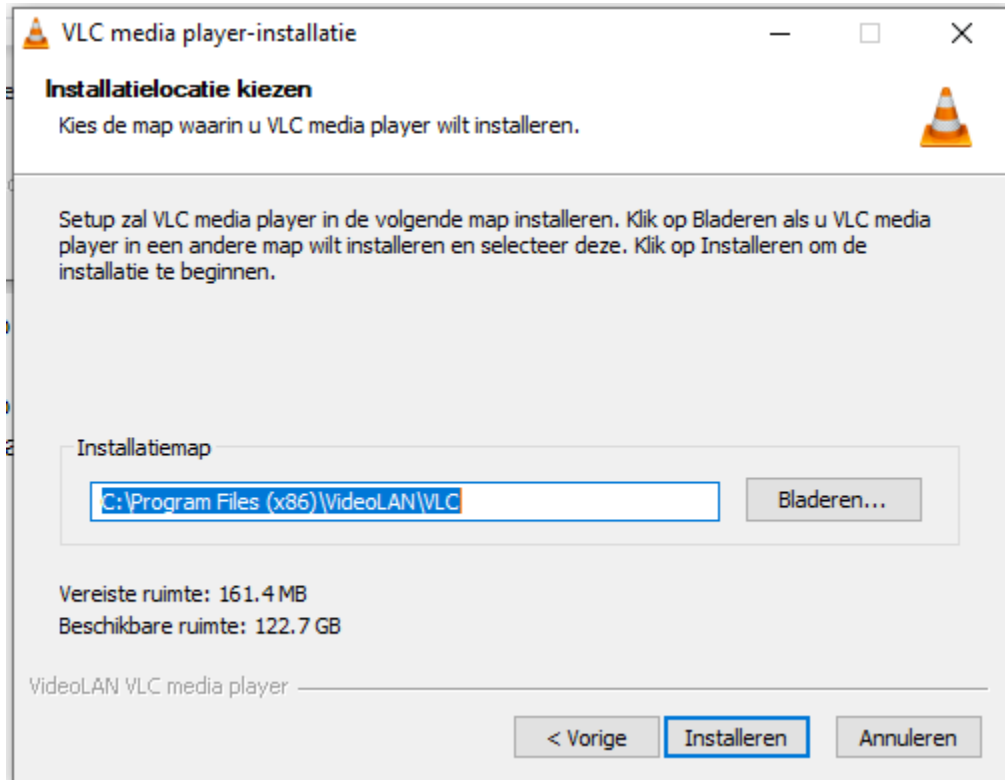 VLC media player-installatie
Installatielocatie kiezen
Kies de map waarin u VLC media player wilt installeren.
Setup zal VLC media player in de volgende map installeren. Klik op Bladeren als u VLC media
player in een andere map wilt installeren en selecteer deze. Klik op Installeren om de
installatie te beginnen.
Installatiemap
C:\Program Files (x86)\VideoLAN\VLC
Bladeren...
Vereiste ruimte: 161.4 MB
Beschikbare ruimte: 122.7 GB
VideoLAN VLC media player
< Vorige
Installeren
Annuleren